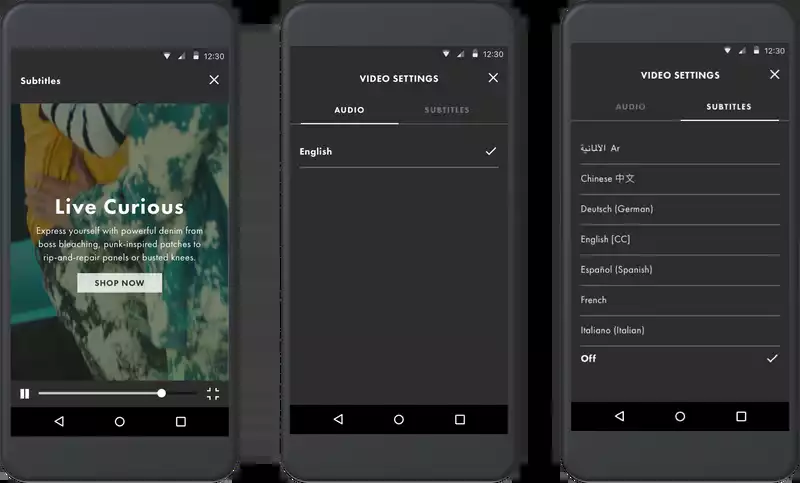 12:30
Subtitles
Live Curious
Express yourself with powerful denim from
boss bleaching, punk-inspired patches to
rip-and-repair panels or busted knees.
SHOP NOW
12:30
VIDEO SETTINGS
AUDIO SUBTITLES
English
12:30
VIDEO SETTINGS
AUDIO SUBTITLES
الالمانية Ar
Chinese 中文
Deutsch (German)
English [CC]
Español (Spanish)
French
Italiano (Italian)
Off